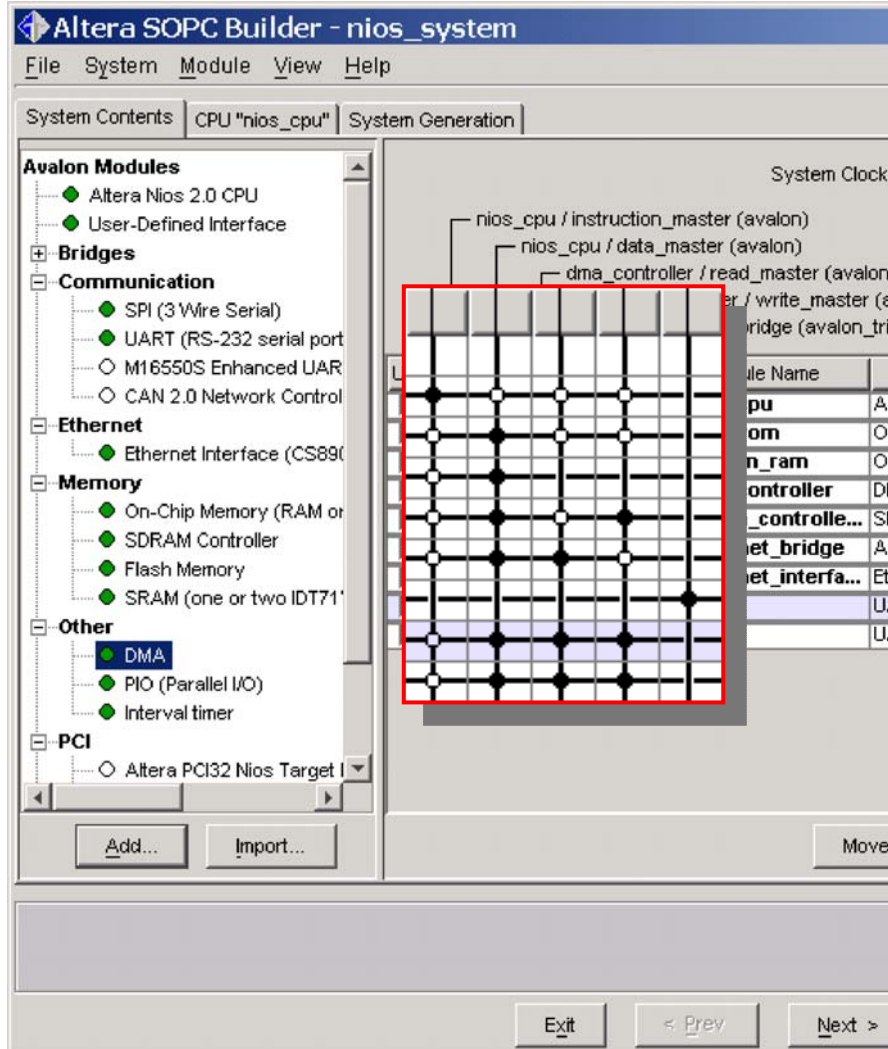 Altera SOPC Builder - nios_system
File System Module View Help
System Contents CPU "nios_cpu" System Generation
Avalon Modules
Altera Nios 2.0 CPU
User-Defined Interface
Bridges
Communication
SPI (3 Wire Serial)
UART (RS-232 serial port
M16550S Enhanced UAR
CAN 2.0 Network Control
Ethernet
Ethernet Interface (CS890
Memory
On-Chip Memory (RAM or
SDRAM Controller
Flash Memory
SRAM (one or two IDT71
Other
DMA
PIO (Parallel I/O)
Interval timer
PCI
Altera PCI32 Nios Target
Add... Import...
System Clock
nios_cpu / instruction_master (avalon)
nios_cpu / data_master (avalon)
dma_controller / read_master (avalon
er / write_master (a
ridge (avalon_tri
U ule Name
pu A
om O
n_ram O
ontroller D
_controlle... S
et_bridge A
et_interfa... Et
U
U
Move
Exit < Prev Next >